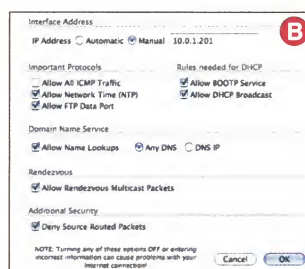 Interface Address
B
IP Address Automatic Manual 10.0.1.201
Important Protocols
Allow All ICMP Traffic
Allow Network Time (NTP)
Allow FTP Data Port
Rules needed for DHCP
Allow BOOTP Service
Allow DHCP Broadcast
Domain Name Service
Allow Name Lookups Any DNS DNS IP
Rendezvous
Allow Rendezvous Multicast Packets
Additional Security
Deny Source Routed Packets
NOTE: Turning any of these options OFF or entering
incorrect information can cause problems with your
Internet connection!
Cancel OK